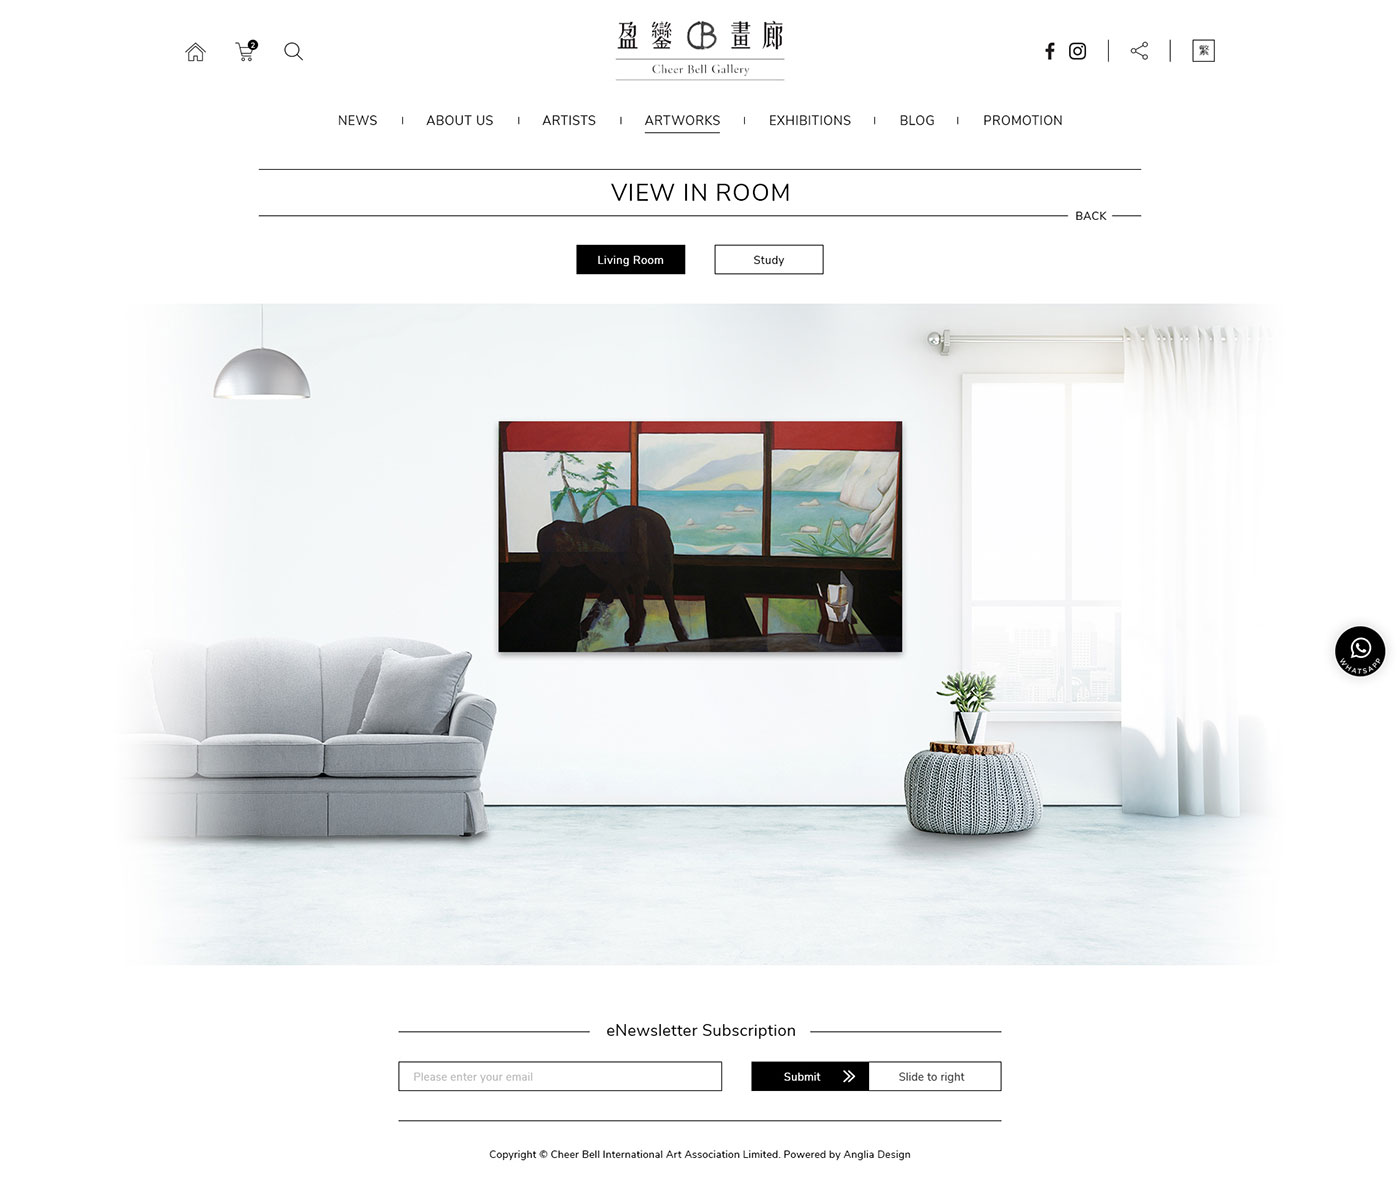 盈鑾 CB 畫廊
Cheer Bell Gallery
2
繁
NEWS
ABOUT US
ARTISTS
ARTWORKS
EXHIBITIONS
BLOG
PROMOTION
VIEW IN ROOM
BACK
Living Room
Study
WHATSAPP
eNewsletter Subscription
Please enter your email
Submit
Slide to right
Copyright © Cheer Bell International Art Association Limited. Powered by Anglia Design